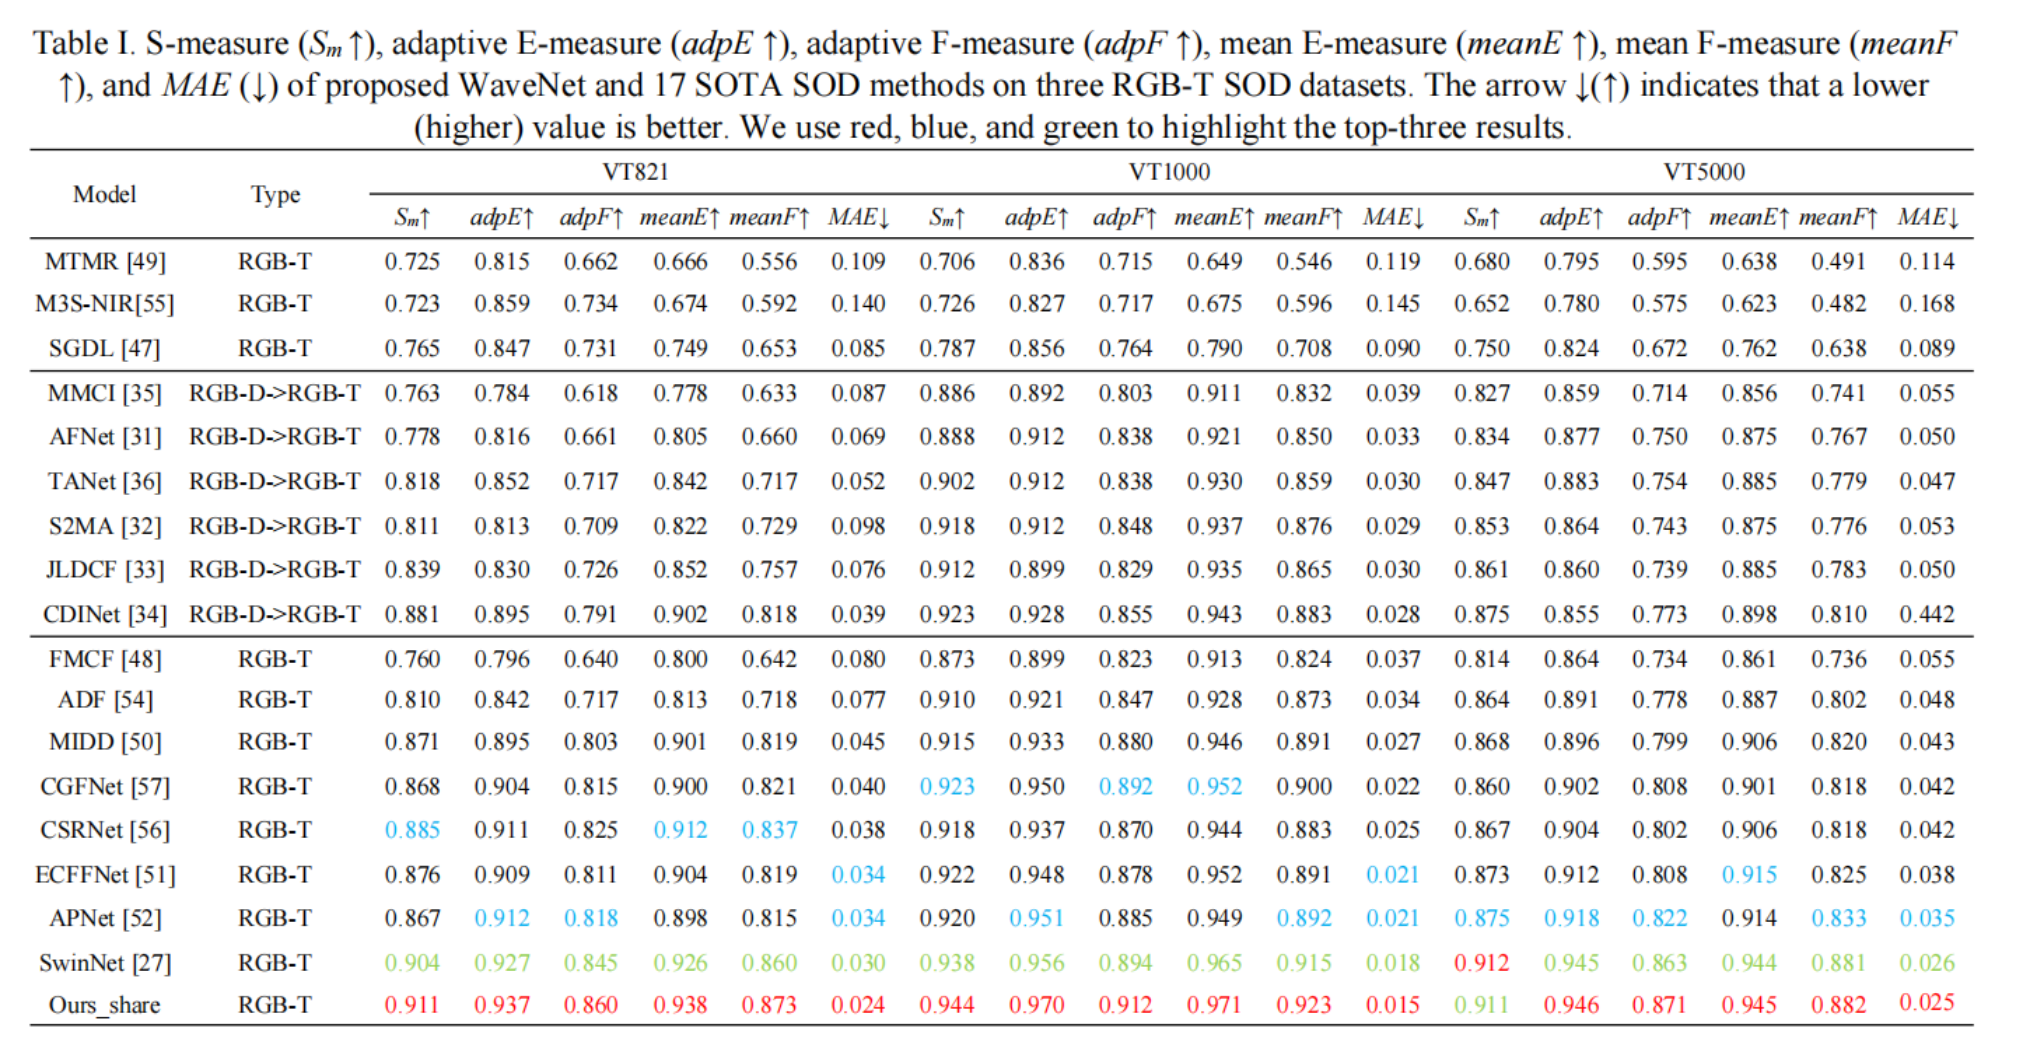 Table I. S-measure (Sm↑), adaptive E-measure (adpE ↑), adaptive F-measure (adpF ↑), mean E-measure (meanE ↑), mean F-measure (meanF
↑), and MAE (↓) of proposed WaveNet and 17 SOTA SOD methods on three RGB-T SOD datasets. The arrow ↓(↑) indicates that a lower
(higher) value is better. We use red, blue, and green to highlight the top-three results.
Model Type VT821 VT1000 VT5000
Sm↑ adpE↑ adpF↑ meanE↑ meanF↑ MAE↓ Sm↑ adpE↑ adpF↑ meanE↑ meanF↑ MAE↓ Sm↑ adpE↑ adpF↑ meanE↑ meanF↑ MAE↓
MTMR [49] RGB-T 0.725 0.815 0.662 0.666 0.556 0.109 0.706 0.836 0.715 0.649 0.546 0.119 0.680 0.795 0.595 0.638 0.491 0.114
M3S-NIR[55] RGB-T 0.723 0.859 0.734 0.674 0.592 0.140 0.726 0.827 0.717 0.675 0.596 0.145 0.652 0.780 0.575 0.623 0.482 0.168
SGDL [47] RGB-T 0.765 0.847 0.731 0.749 0.653 0.085 0.787 0.856 0.764 0.790 0.708 0.090 0.750 0.824 0.672 0.762 0.638 0.089
MMCI [35] RGB-D->RGB-T 0.763 0.784 0.618 0.778 0.633 0.087 0.886 0.892 0.803 0.911 0.832 0.039 0.827 0.859 0.714 0.856 0.741 0.055
AFNet [31] RGB-D->RGB-T 0.778 0.816 0.661 0.805 0.660 0.069 0.888 0.912 0.838 0.921 0.850 0.033 0.834 0.877 0.750 0.875 0.767 0.050
TANet [36] RGB-D->RGB-T 0.818 0.852 0.717 0.842 0.717 0.052 0.902 0.912 0.838 0.930 0.859 0.030 0.847 0.883 0.754 0.885 0.779 0.047
S2MA [32] RGB-D->RGB-T 0.811 0.813 0.709 0.822 0.729 0.098 0.918 0.912 0.848 0.937 0.876 0.029 0.853 0.864 0.743 0.875 0.776 0.053
JLDCF [33] RGB-D->RGB-T 0.839 0.830 0.726 0.852 0.757 0.076 0.912 0.899 0.829 0.935 0.865 0.030 0.861 0.860 0.739 0.885 0.783 0.050
CDINet [34] RGB-D->RGB-T 0.881 0.895 0.791 0.902 0.818 0.039 0.923 0.928 0.855 0.943 0.883 0.028 0.875 0.855 0.773 0.898 0.810 0.442
FMCF [48] RGB-T 0.760 0.796 0.640 0.800 0.642 0.080 0.873 0.899 0.823 0.913 0.824 0.037 0.814 0.864 0.734 0.861 0.736 0.055
ADF [54] RGB-T 0.810 0.842 0.717 0.813 0.718 0.077 0.910 0.921 0.847 0.928 0.873 0.034 0.864 0.891 0.778 0.887 0.802 0.048
MIDD [50] RGB-T 0.871 0.895 0.803 0.901 0.819 0.045 0.915 0.933 0.880 0.946 0.891 0.027 0.868 0.896 0.799 0.906 0.820 0.043
CGFNet [57] RGB-T 0.868 0.904 0.815 0.900 0.821 0.040 0.923 0.950 0.892 0.952 0.900 0.022 0.860 0.902 0.808 0.901 0.818 0.042
CSRNet [56] RGB-T 0.885 0.911 0.825 0.912 0.837 0.038 0.918 0.937 0.870 0.944 0.883 0.025 0.867 0.904 0.802 0.906 0.818 0.042
ECFFNet [51] RGB-T 0.876 0.909 0.811 0.904 0.819 0.034 0.922 0.948 0.878 0.952 0.891 0.021 0.873 0.912 0.808 0.915 0.825 0.038
APNet [52] RGB-T 0.867 0.912 0.818 0.898 0.815 0.034 0.920 0.951 0.885 0.949 0.892 0.021 0.875 0.918 0.822 0.914 0.833 0.035
SwinNet [27] RGB-T 0.904 0.927 0.845 0.926 0.860 0.030 0.938 0.956 0.894 0.965 0.915 0.018 0.912 0.945 0.863 0.944 0.881 0.026
Ours_share RGB-T 0.911 0.937 0.860 0.938 0.873 0.024 0.944 0.970 0.912 0.971 0.923 0.015 0.911 0.946 0.871 0.945 0.882 0.025